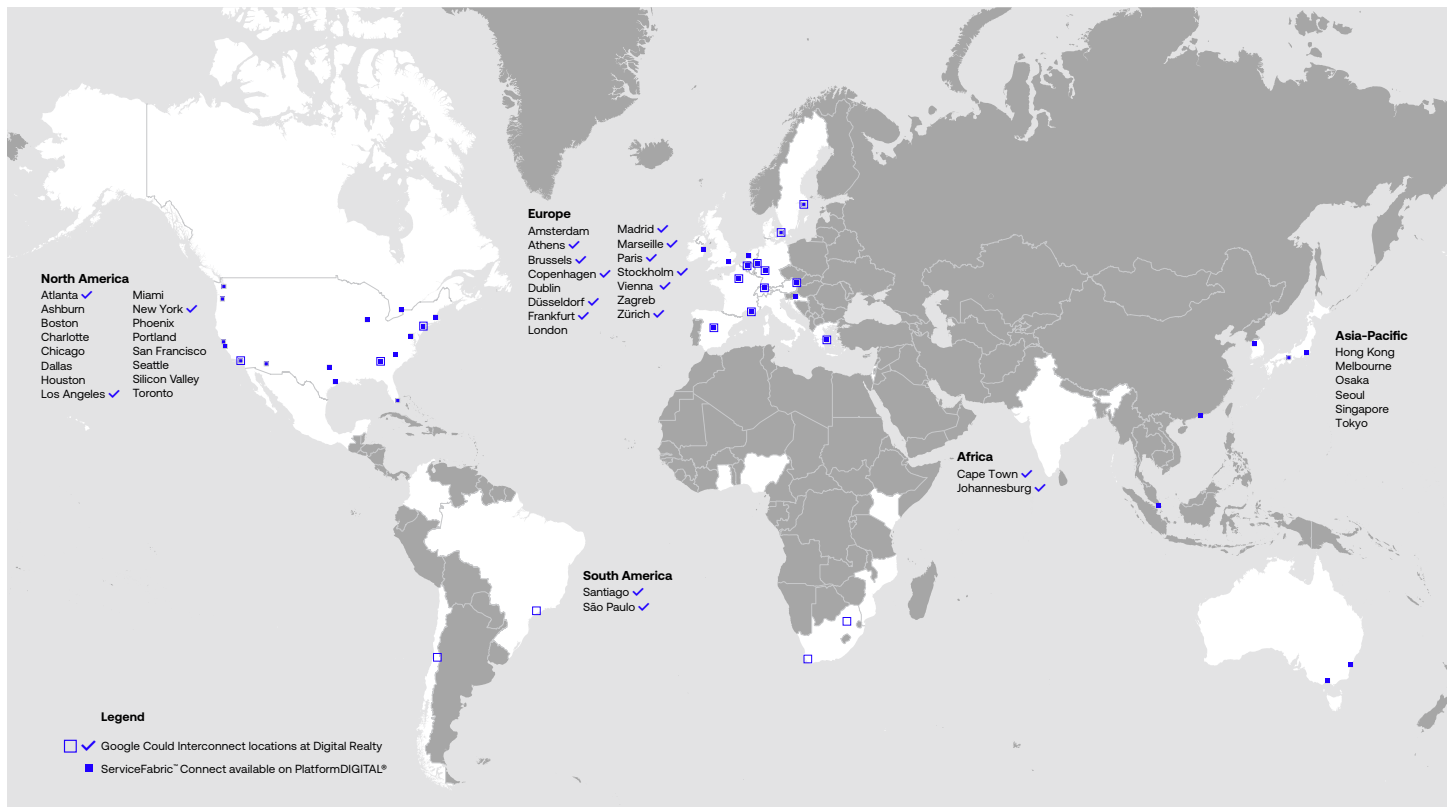 North America
Atlanta ✓
Ashburn
Boston
Charlotte
Chicago
Dallas
Houston
Los Angeles ✓
Miami
New York ✓
Phoenix
Portland
San Francisco
Seattle
Silicon Valley
Toronto
Europe
Amsterdam
Athens ✓
Brussels ✓
Copenhagen ✓
Dublin
Düsseldorf ✓
Frankfurt ✓
London
Madrid ✓
Marseille ✓
Paris ✓
Stockholm ✓
Vienna ✓
Zagreb
Zürich ✓
Asia-Pacific
Hong Kong
Melbourne
Osaka
Seoul
Singapore
Tokyo
Africa
Cape Town ✓
Johannesburg ✓
South America
Santiago ✓
São Paulo ✓
Legend
✓ Google Could Interconnect locations at Digital Realty
ServiceFabric™ Connect available on PlatformDIGITAL®